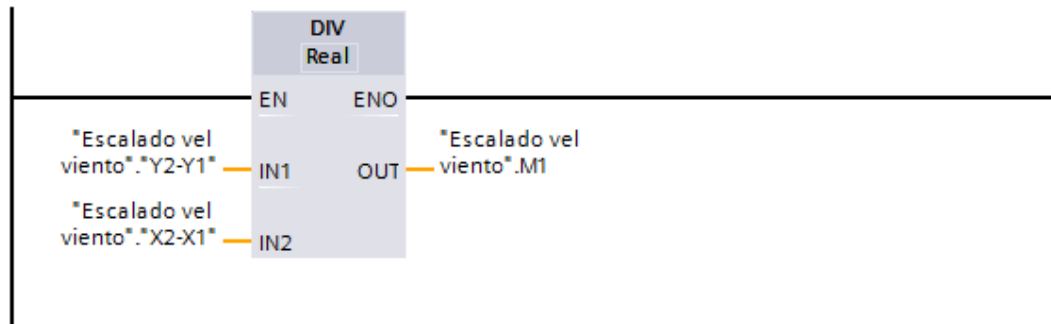 DIV
Real
EN ENO
"Escalado vel
viento"."Y2-Y1"
IN1
OUT
"Escalado vel
viento".M1
"Escalado vel
viento"."X2-X1"
IN2